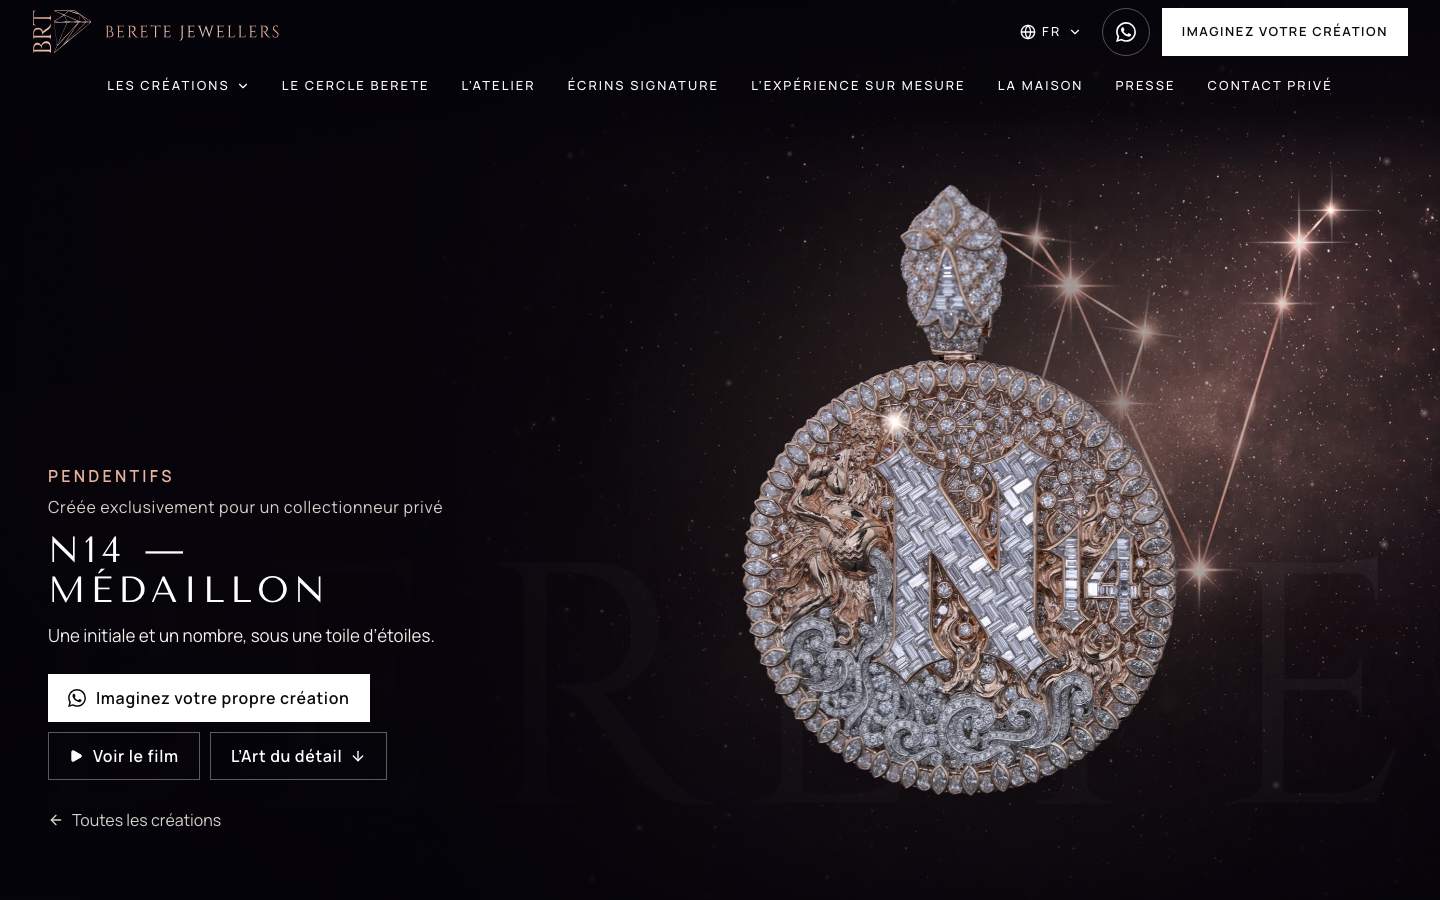 BRT
BERETE JEWELLERS
FR
IMAGINEZ VOTRE CRÉATION
LES CRÉATIONS
LE CERCLE BERETE
L'ATELIER
ÉCRINS SIGNATURE
L'EXPÉRIENCE SUR MESURE
LA MAISON
PRESSE
CONTACT PRIVÉ
PENDENTIFS
Créée exclusivement pour un collectionneur privé
N14 —
MÉDAILLON
Une initiale et un nombre, sous une toile d'étoiles.
Imaginez votre propre création
Voir le film
L'Art du détail
Toutes les créations
N
14
BERETE